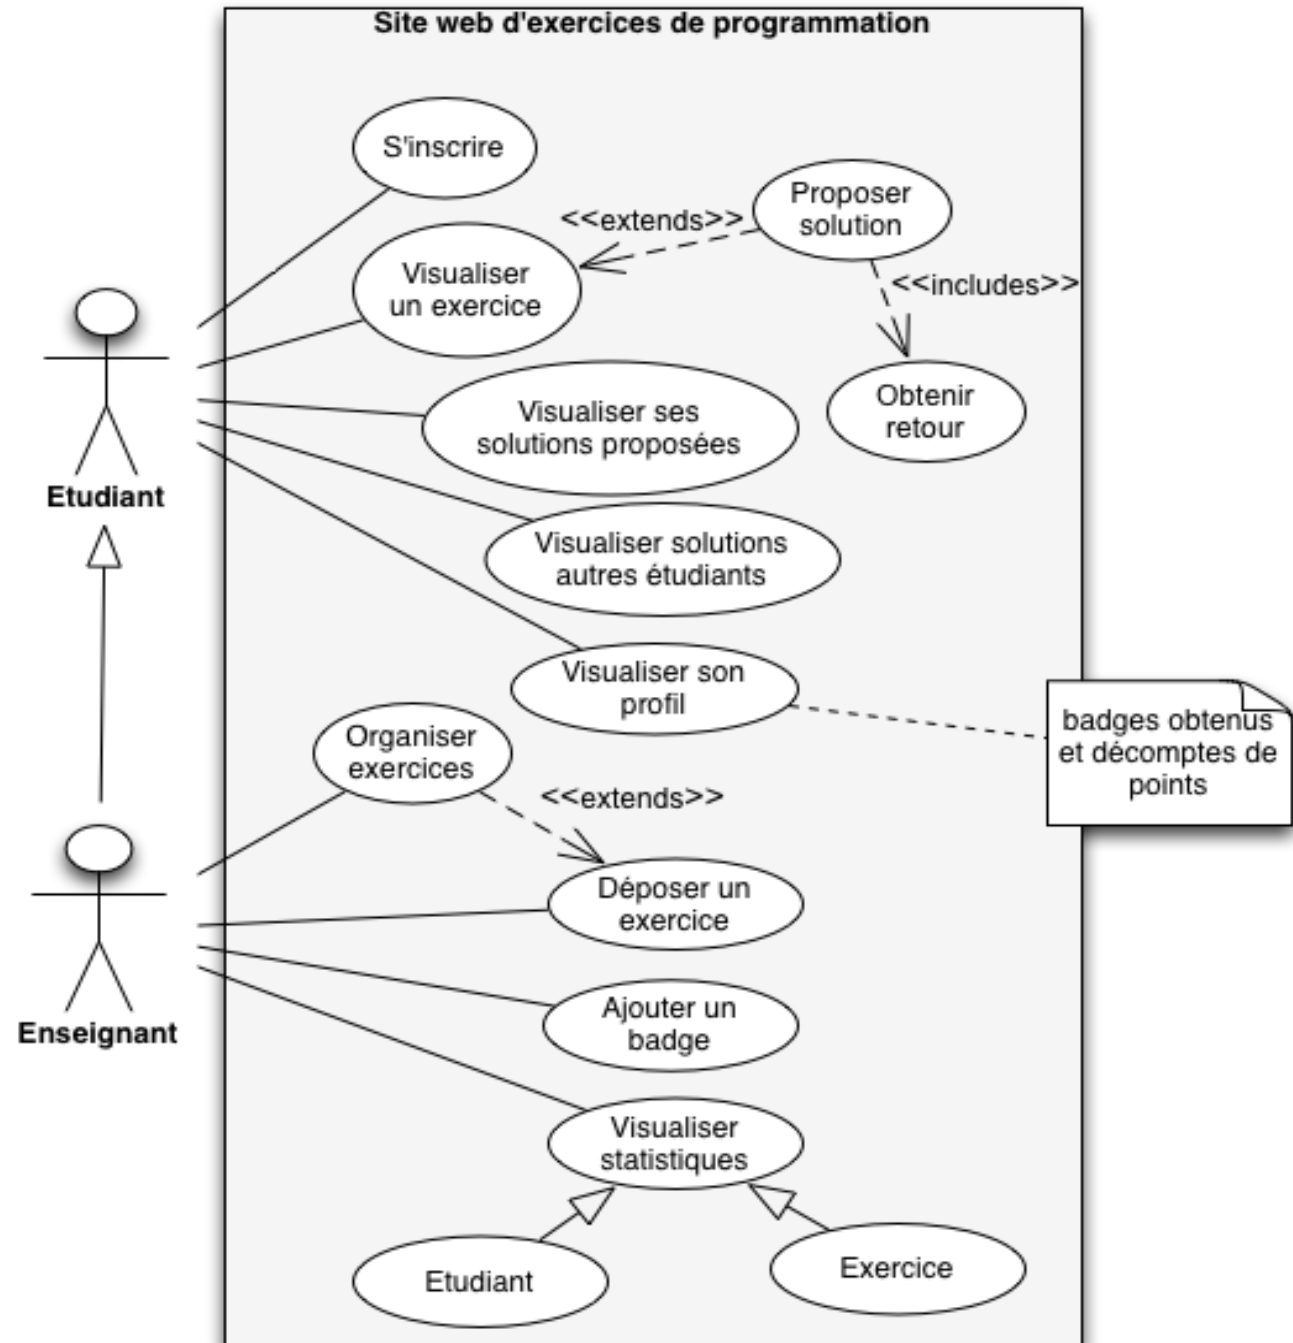 Site web d'exercices de programmation
S'inscrire
Proposer
solution
<<extends>>
Visualiser
un exercice
<<includes>>
Obtenir
retour
Visualiser ses
solutions proposées
Etudiant
Visualiser solutions
autres étudiants
Visualiser son
profil
badges obtenus
et décomptes de
points
Organiser
exercices
<<extends>>
Déposer un
exercice
Enseignant
Ajouter un
badge
Visualiser
statistiques
Etudiant
Exercice